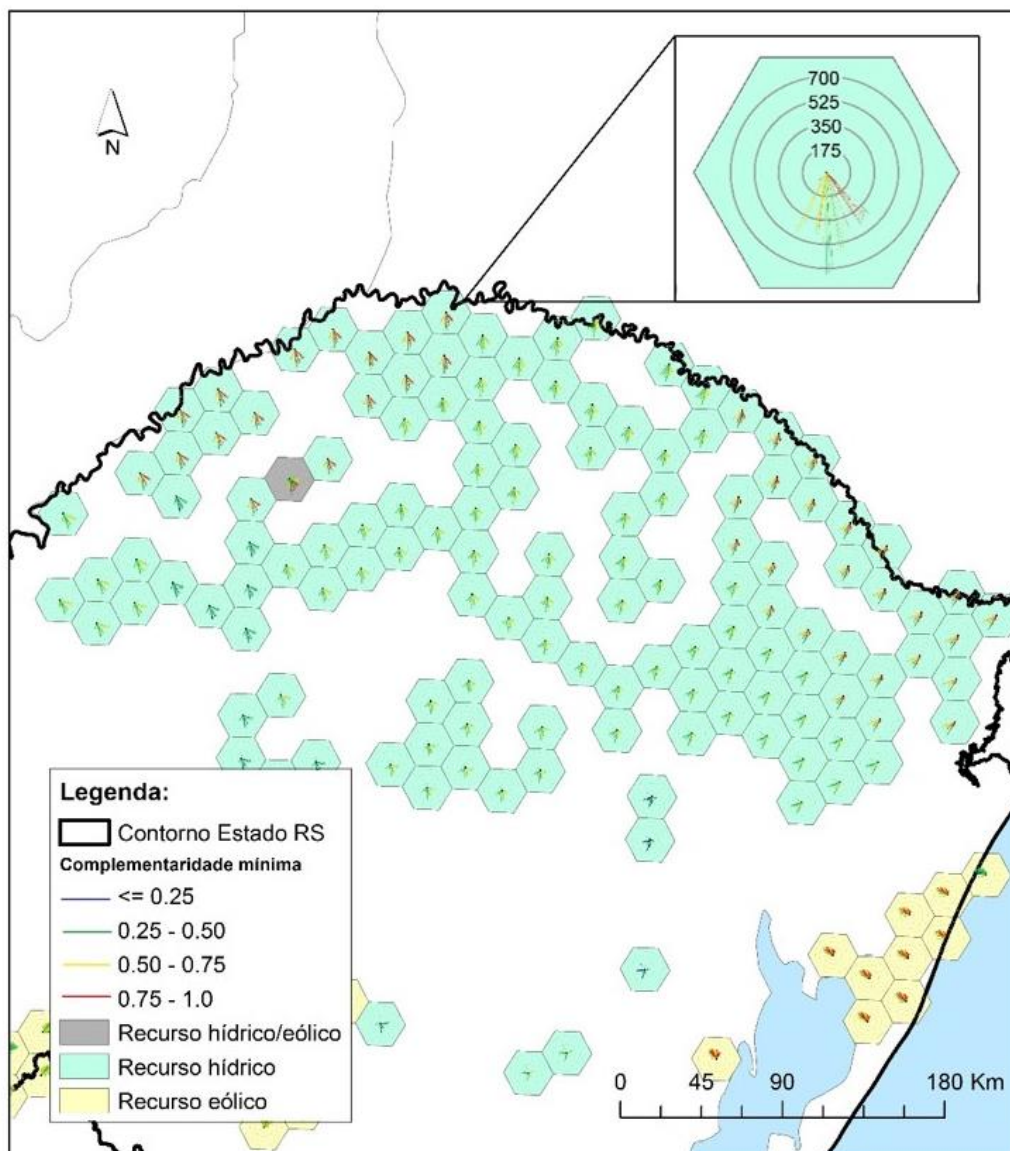 700
525
350
175
N
Legenda:
Contorno Estado RS
Complementaridade mínima
<= 0.25
0.25 - 0.50
0.50 - 0.75
0.75 - 1.0
Recurso hídrico/eólico
Recurso hídrico
Recurso eólico
0 45 90 180 Km